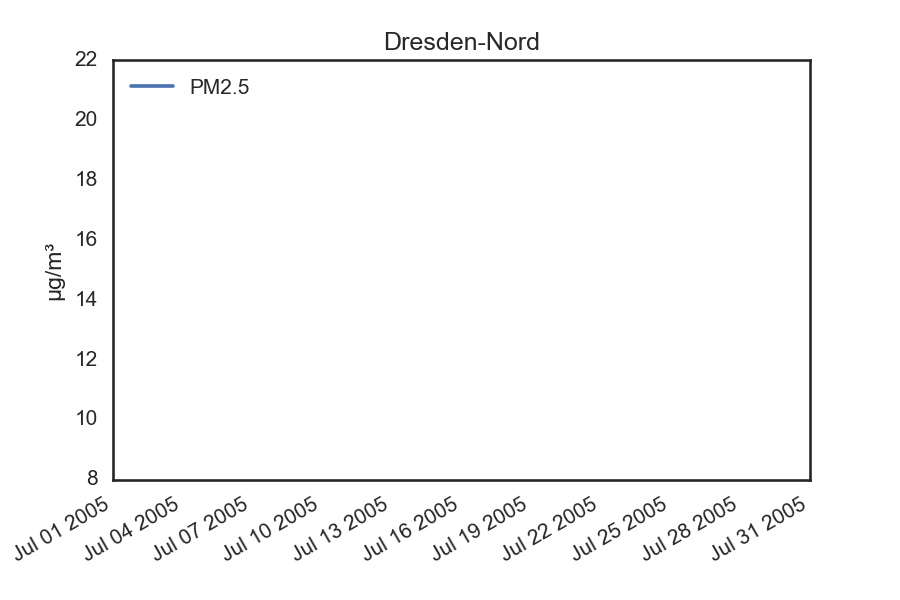 Dresden-Nord
22
PM2.5
20
18
16
µg/m³
14
12
10
8
Jul 01 2005
Jul 04 2005
Jul 07 2005
Jul 10 2005
Jul 13 2005
Jul 16 2005
Jul 19 2005
Jul 22 2005
Jul 25 2005
Jul 28 2005
Jul 31 2005